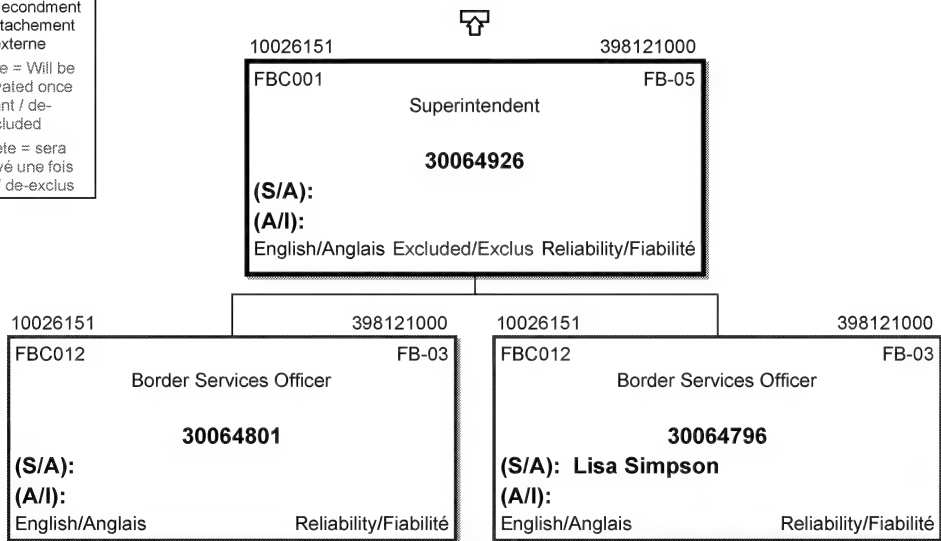 econdment
tachement
xterne
e = Will be
ated once
nt / de-
cluded
ete = sera
vé une fois
/ de-exclus
10026151 398121000
FBC001 FB-05
Superintendent
30064926
(S/A):
(A/I):
English/Anglais Excluded/Exclus Reliability/Fiabilité
10026151 398121000
FBC012 FB-03
Border Services Officer
30064801
(S/A):
(A/I):
English/Anglais Reliability/Fiabilité
10026151 398121000
FBC012 FB-03
Border Services Officer
30064796
(S/A): Lisa Simpson
(A/I):
English/Anglais Reliability/Fiabilité